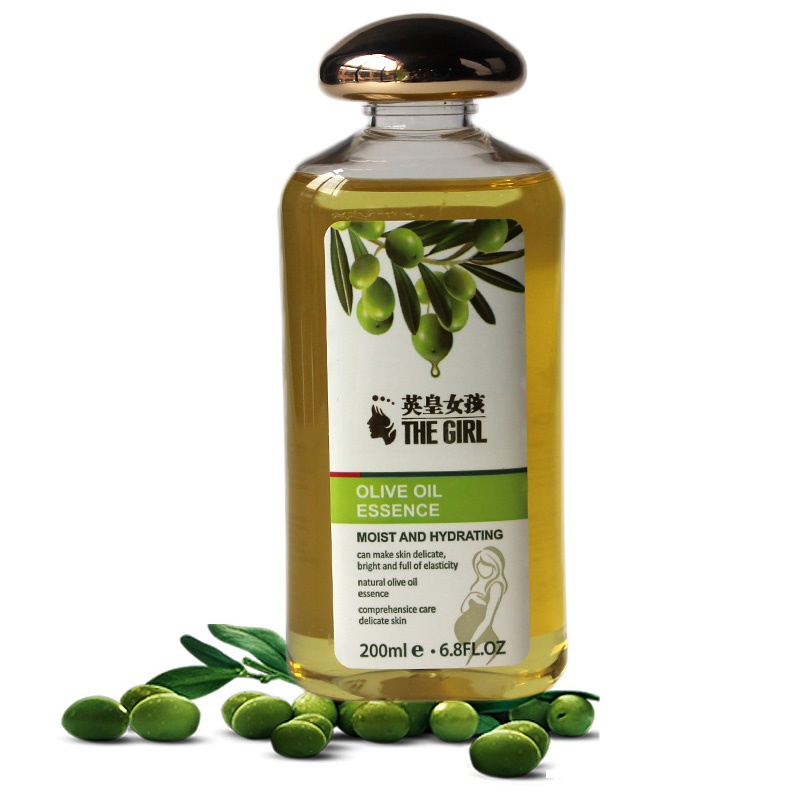 英皇女孩
THE GIRL
OLIVE OIL
ESSENCE
MOIST AND HYDRATING
can make skin delicate,
bright and full of elasticity
natural olive oil
essence
comprehensice care
delicate skin
200ml e · 6.8FL.OZ